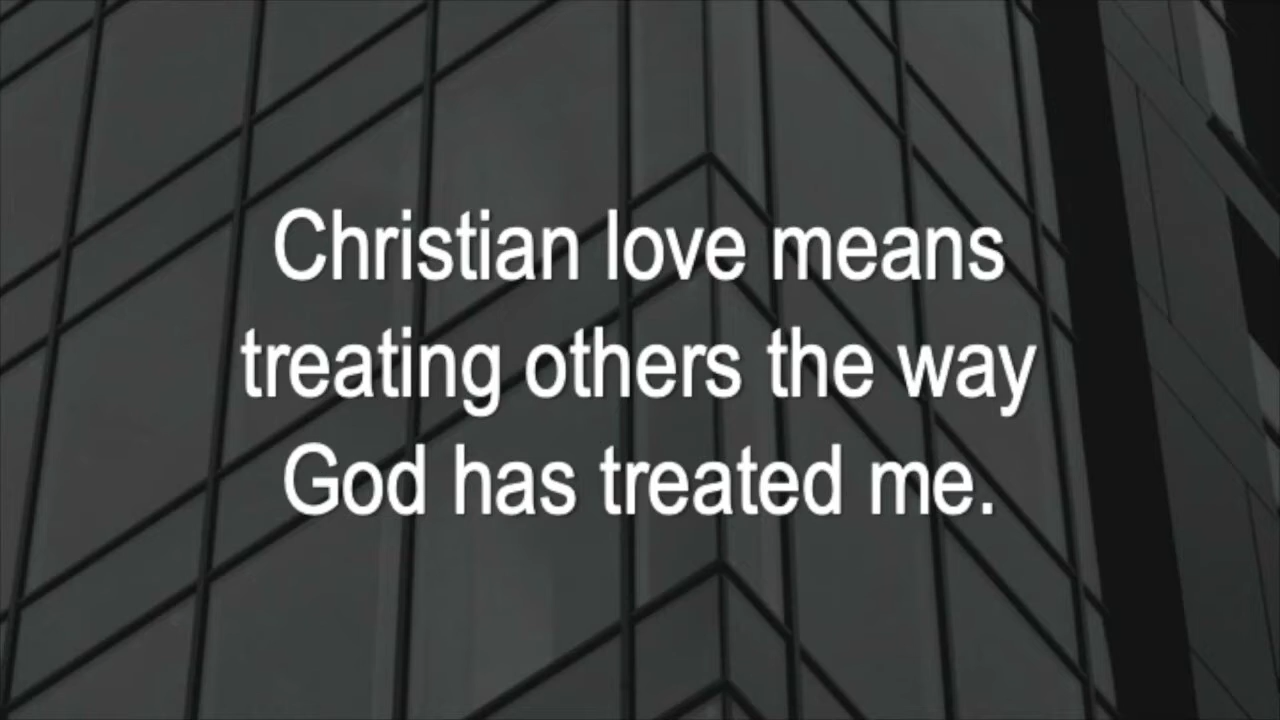 Christian love means
treating others the way
God has treated me.